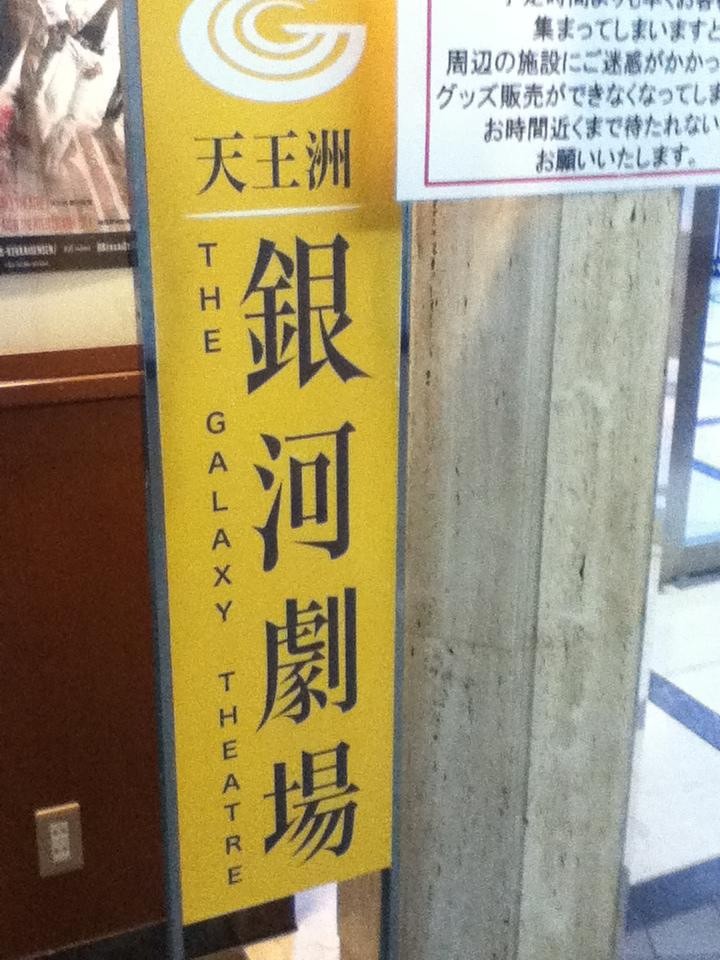 天王洲
銀河劇場
THE GALAXY THEATRE
集まってしまいますと
周辺の施設にご迷惑がかかっ
グッズ販売ができなくなってしま
お時間近くまで待たれない
お願いいたします。